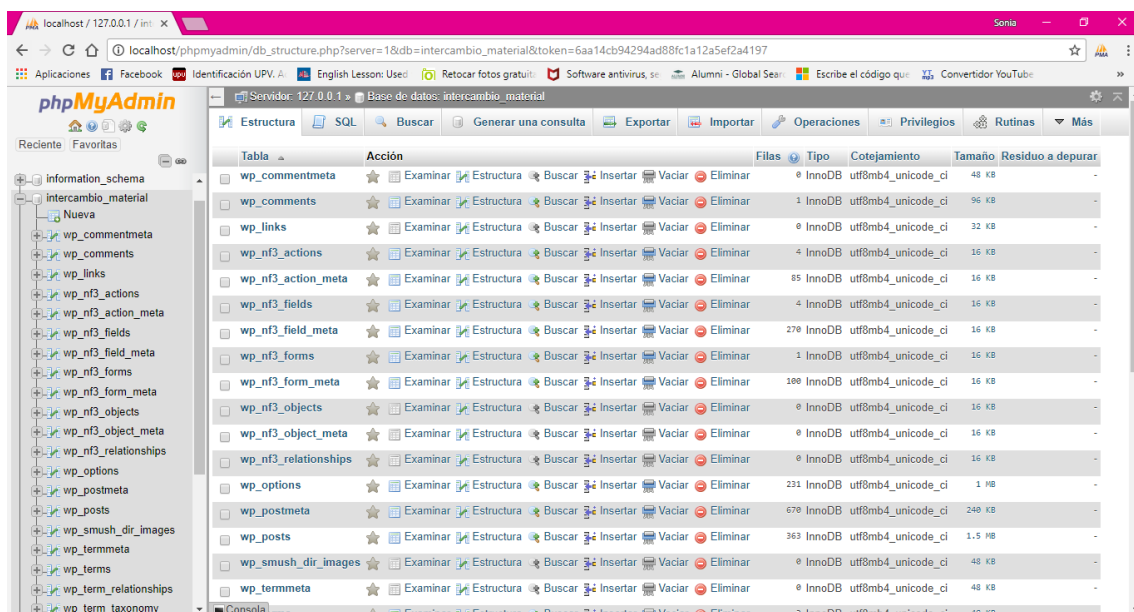 localhost / 127.0.0.1 / int
Sonia
localhost/phpmyadmin/db_structure.php?server=1&db=intercambio_material&token=6aa14cb94294ad88fc1a12a5ef2a4197
Aplicaciones Facebook Identificación UPV. A English Lesson: Used Retocar fotos gratuit Software antivirus, se Alumni - Global Sear Escribe el código que Convertidor YouTube »
phpMyAdmin
Reciente Favoritas
information_schema
intercambio_material
Nueva
wp_commentmeta
wp_comments
wp_links
wp_nf3_actions
wp_nf3_action_meta
wp_nf3_fields
wp_nf3_field_meta
wp_nf3_forms
wp_nf3_form_meta
wp_nf3_objects
wp_nf3_object_meta
wp_nf3_relationships
wp_options
wp_postmeta
wp_posts
wp_smush_dir_images
wp_termmeta
wp_terms
wp_term_relationships
wp_term_taxonomy
Servidor: 127.0.0.1 » Base de datos: intercambio_material
Estructura SQL Buscar Generar una consulta Exportar Importar Operaciones Privilegios Rutinas Más
Tabla Acción Filas Tipo Cotejamiento Tamaño Residuo a depurar
wp_commentmeta Examinar Estructura Buscar Insertar Vaciar Eliminar 0 InnoDB utf8mb4_unicode_ci 48 KB -
wp_comments Examinar Estructura Buscar Insertar Vaciar Eliminar 1 InnoDB utf8mb4_unicode_ci 96 KB -
wp_links Examinar Estructura Buscar Insertar Vaciar Eliminar 0 InnoDB utf8mb4_unicode_ci 32 KB -
wp_nf3_actions Examinar Estructura Buscar Insertar Vaciar Eliminar 4 InnoDB utf8mb4_unicode_ci 16 KB -
wp_nf3_action_meta Examinar Estructura Buscar Insertar Vaciar Eliminar 85 InnoDB utf8mb4_unicode_ci 16 KB -
wp_nf3_fields Examinar Estructura Buscar Insertar Vaciar Eliminar 4 InnoDB utf8mb4_unicode_ci 16 KB -
wp_nf3_field_meta Examinar Estructura Buscar Insertar Vaciar Eliminar 270 InnoDB utf8mb4_unicode_ci 16 KB -
wp_nf3_forms Examinar Estructura Buscar Insertar Vaciar Eliminar 1 InnoDB utf8mb4_unicode_ci 16 KB -
wp_nf3_form_meta Examinar Estructura Buscar Insertar Vaciar Eliminar 100 InnoDB utf8mb4_unicode_ci 16 KB -
wp_nf3_objects Examinar Estructura Buscar Insertar Vaciar Eliminar 0 InnoDB utf8mb4_unicode_ci 16 KB -
wp_nf3_object_meta Examinar Estructura Buscar Insertar Vaciar Eliminar 0 InnoDB utf8mb4_unicode_ci 16 KB -
wp_nf3_relationships Examinar Estructura Buscar Insertar Vaciar Eliminar 0 InnoDB utf8mb4_unicode_ci 16 KB -
wp_options Examinar Estructura Buscar Insertar Vaciar Eliminar 231 InnoDB utf8mb4_unicode_ci 1 MB -
wp_postmeta Examinar Estructura Buscar Insertar Vaciar Eliminar 670 InnoDB utf8mb4_unicode_ci 240 KB -
wp_posts Examinar Estructura Buscar Insertar Vaciar Eliminar 363 InnoDB utf8mb4_unicode_ci 1.5 MB -
wp_smush_dir_images Examinar Estructura Buscar Insertar Vaciar Eliminar 0 InnoDB utf8mb4_unicode_ci 48 KB -
wp_termmeta Examinar Estructura Buscar Insertar Vaciar Eliminar 0 InnoDB utf8mb4_unicode_ci 48 KB -
Consola